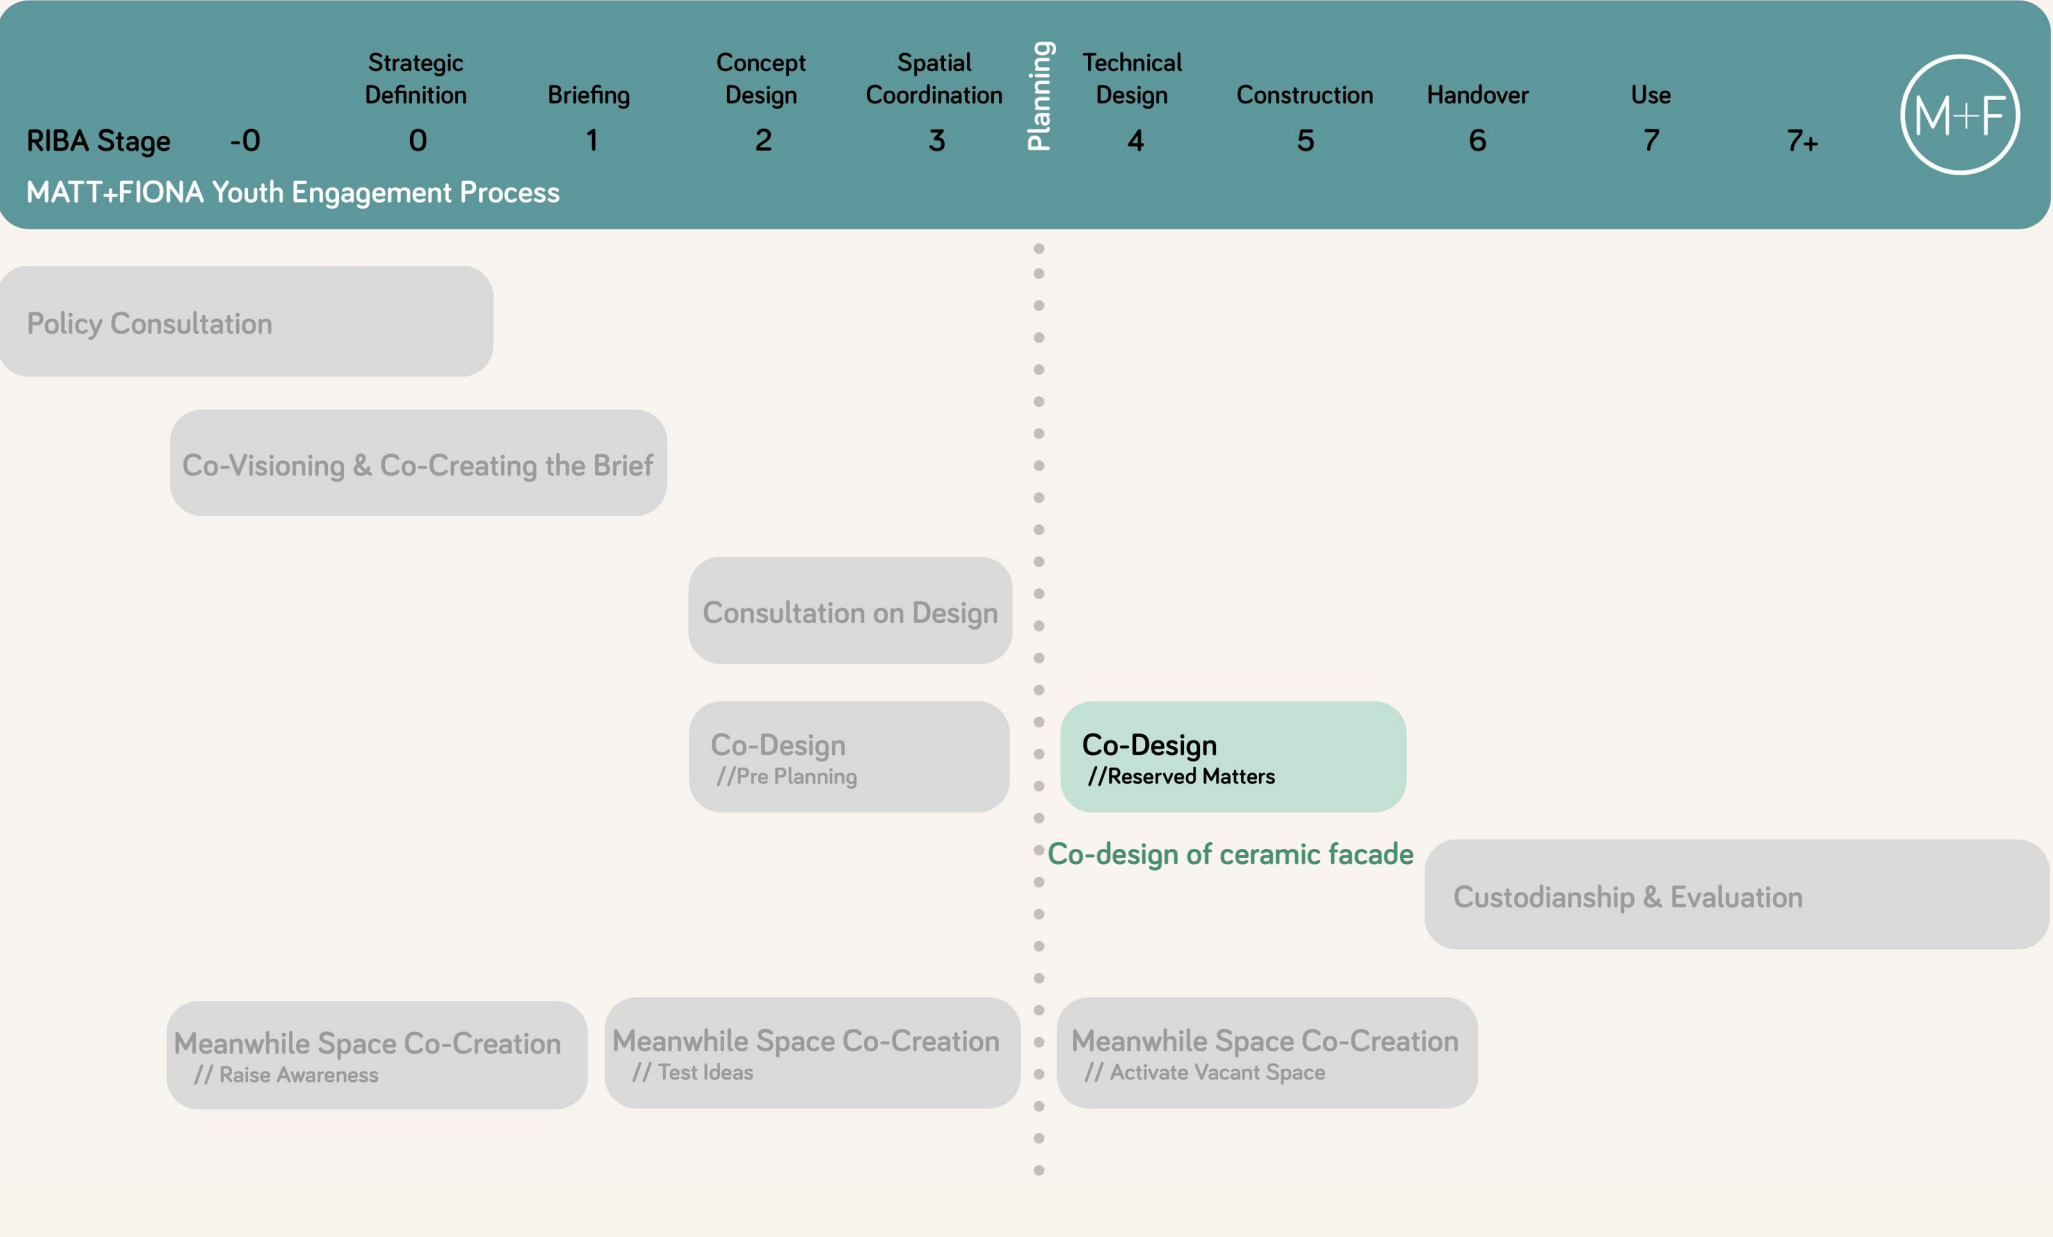 Strategic
Definition
Briefing
Concept
Design
Spatial
Coordination
Planning
Technical
Design
Construction
Handover
Use
RIBA Stage -0 0 1 2 3 4 5 6 7 7+
M+F
MATT+FIONA Youth Engagement Process
Policy Consultation
Co-Visioning & Co-Creating the Brief
Consultation on Design
Co-Design
//Pre Planning
Co-Design
//Reserved Matters
Co-design of ceramic facade
Custodianship & Evaluation
Meanwhile Space Co-Creation
// Raise Awareness
Meanwhile Space Co-Creation
// Test Ideas
Meanwhile Space Co-Creation
// Activate Vacant Space